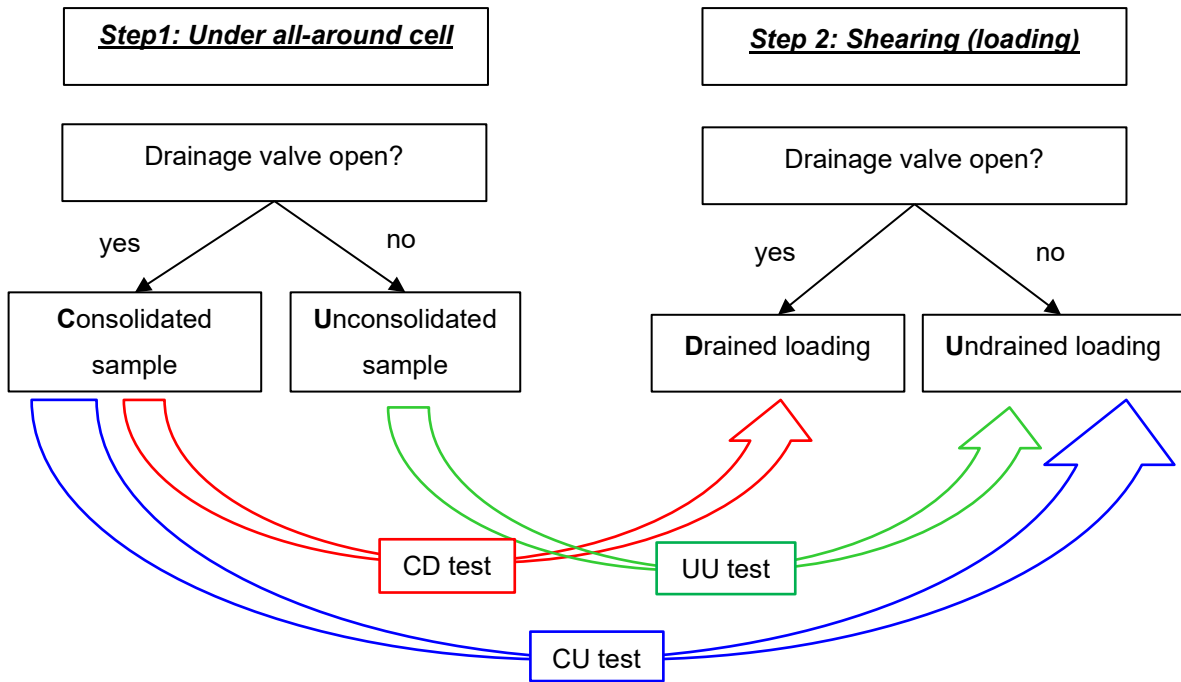 Step1: Under all-around cell
Step 2: Shearing (loading)
Drainage valve open?
Drainage valve open?
yes
no
yes
no
Consolidated
sample
Unconsolidated
sample
Drained loading
Undrained loading
CD test
UU test
CU test